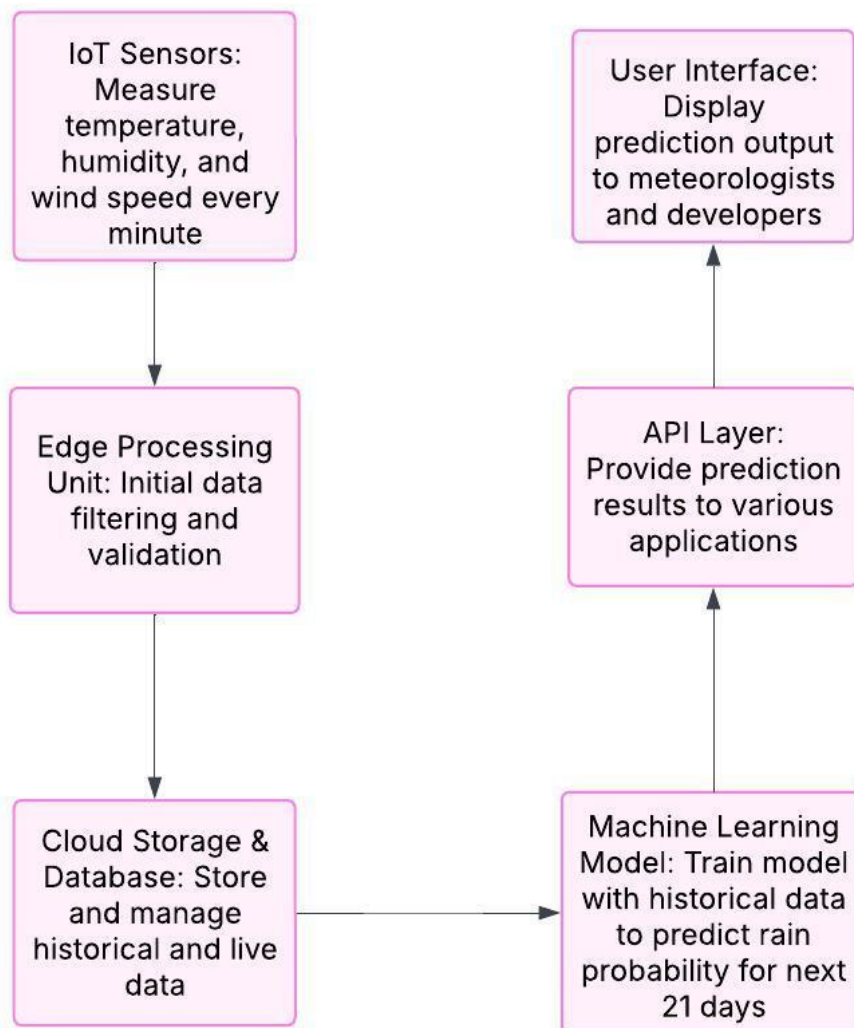 IoT Sensors:
Measure
temperature,
humidity, and
wind speed every
minute
Edge Processing
Unit: Initial data
filtering and
validation
Cloud Storage &
Database: Store
and manage
historical and live
data
Machine Learning
Model: Train model
with historical data
to predict rain
probability for next
21 days
API Layer:
Provide prediction
results to various
applications
User Interface:
Display
prediction output
to meteorologists
and developers